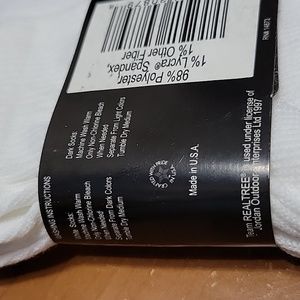 98% Polyester,
1% Lycra® Spandex,
1% Other Fiber
RN# 14873
WASHING INSTRUCTIONS
White Socks:
Machine Wash Warm
Only Non-Chlorine Bleach
When Needed
Separate From Dark Colors
Tumble Dry Medium
Dark Socks:
Machine Wash Warm
Only Non-Chlorine Bleach
When Needed
Separate From Light Colors
Tumble Dry Medium
Made in U.S.A.
Team REALTREE® used under license of
Jordan Outdoor Enterprises Ltd 1997